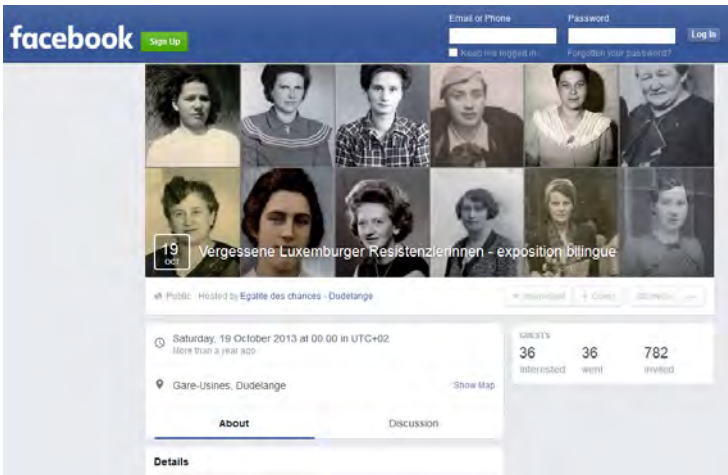 Email or Phone
Password
facebook
Sign Up
Log In
Keep me logged in
Forgotten your password?
19
OCT
Vergessene Luxemburger Resistenzlerinnen - exposition bilingue
Public · Hosted by Egalité des chances - Dudelange
Interested
GUESTS
Saturday, 19 October 2013 at 00:00 in UTC+02
More than a year ago
36
36
782
interested
went
invited
Gare-Usines, Dudelange
Show Map
About
Discussion
Details